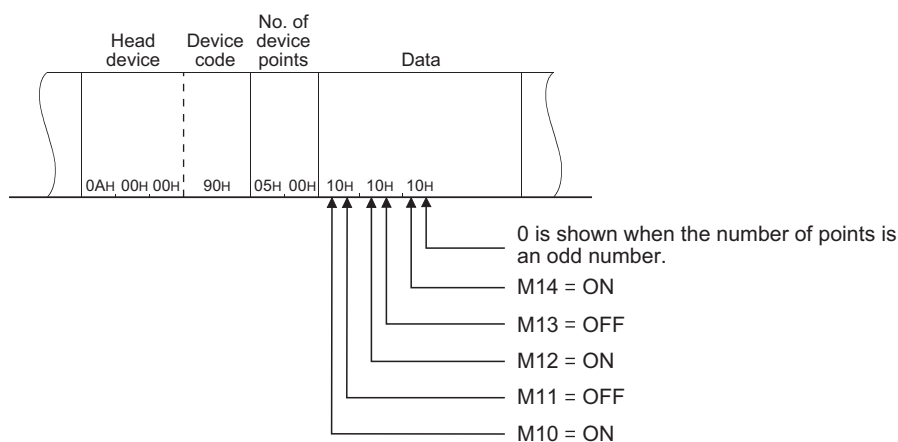 Head
device
Device
code
No. of
device
points
Data
0AH 00H 00H 90H 05H 00H 10H 10H 10H
0 is shown when the number of points is
an odd number.
M14 = ON
M13 = OFF
M12 = ON
M11 = OFF
M10 = ON